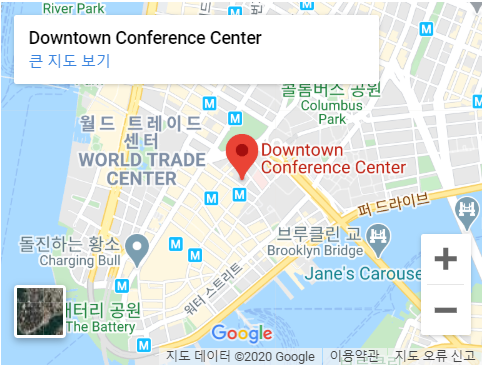 River Park
Downtown Conference Center
큰 지도 보기
M
M
콜롬버스 공원
Columbus
Park
M
월드 트레이드
센터
WORLD TRADE
CENTER
M
Downtown
Conference Center
M
M
퍼 드라이브
돌진하는 황소
Charging Bull
M
M
브루클린 교
Brooklyn Bridge
워터 스트리트
Jane's Carouse
+
배터리 공원
The Battery
M
−
Google
지도 데이터 ©2020 Google
이용약관
지도 오류 신고